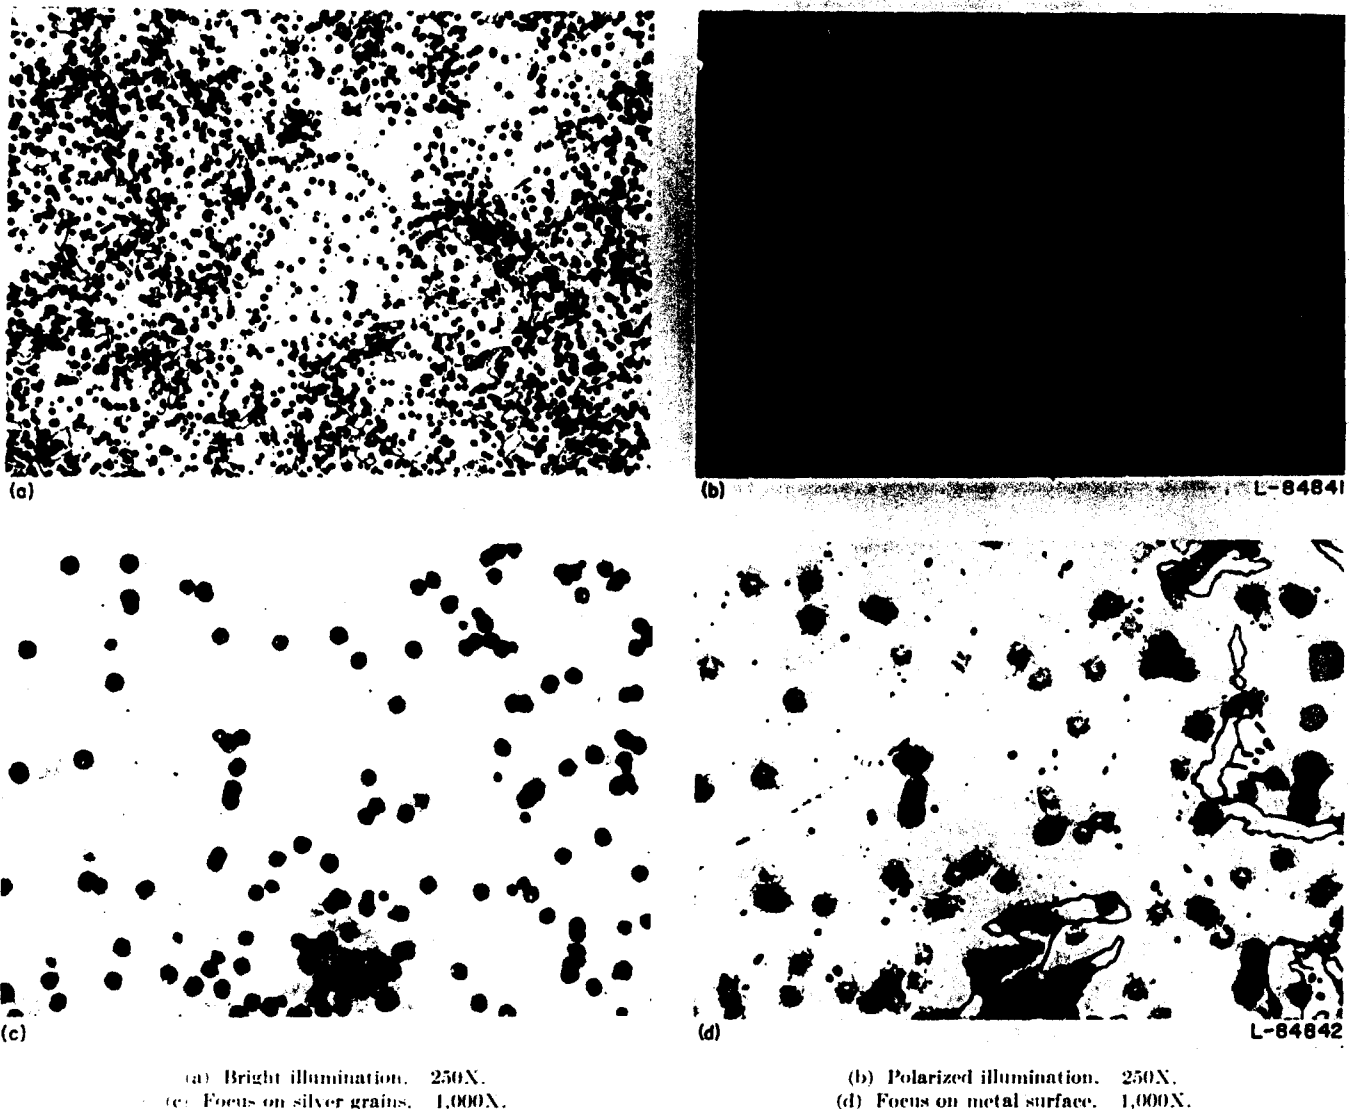 (a)
(b) L-84841
(c)
(d) L-84842
(a) Bright illumination. 250X.
(b) Polarized illumination. 250X.
(c) Focus on silver grains. 1,000X.
(d) Focus on metal surface. 1,000X.